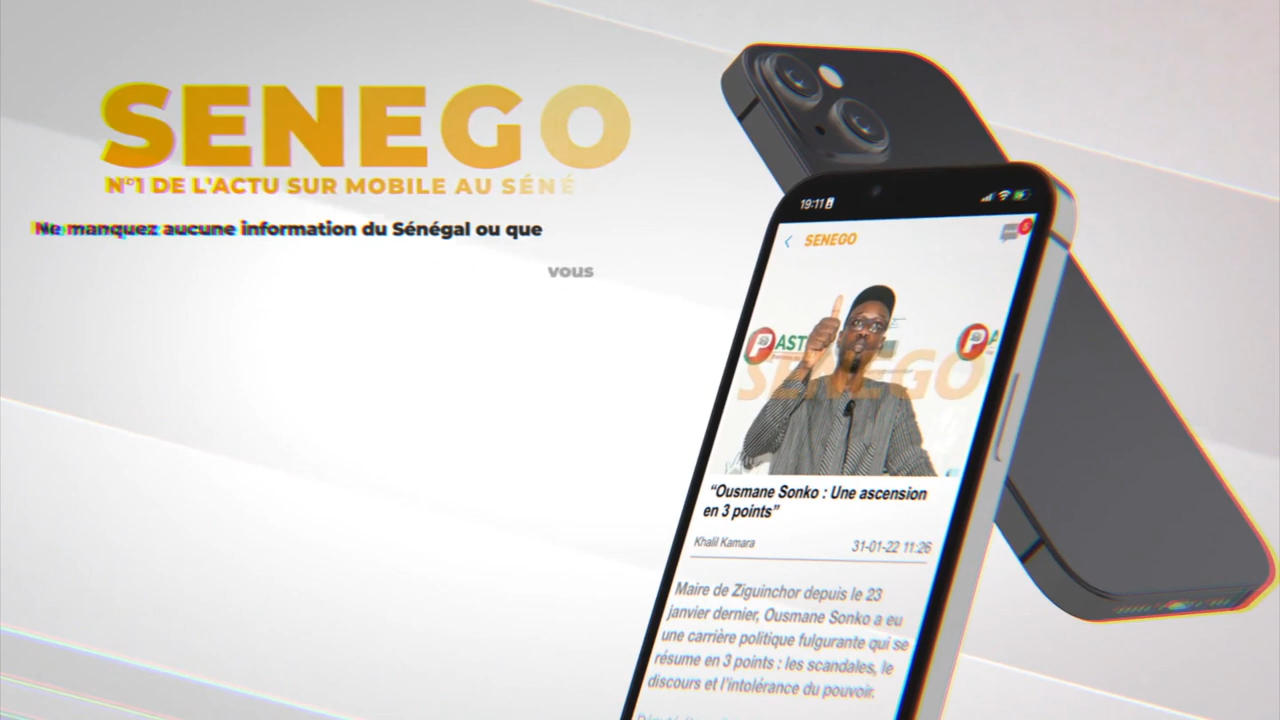 SENEGO
N°1 DE L'ACTU SUR MOBILE AU SÉNÉ
Ne manquez aucune information du Sénégal ou que
vous
19:11
SENEGO
PAST
P
SENEGO
“Ousmane Sonko : Une ascension
en 3 points”
Khalil Kamara
31-01-22 11:26
Maire de Ziguinchor depuis le 23
janvier dernier, Ousmane Sonko a eu
une carrière politique fulgurante qui se
résume en 3 points : les scandales, le
discours et l'intolérance du pouvoir.